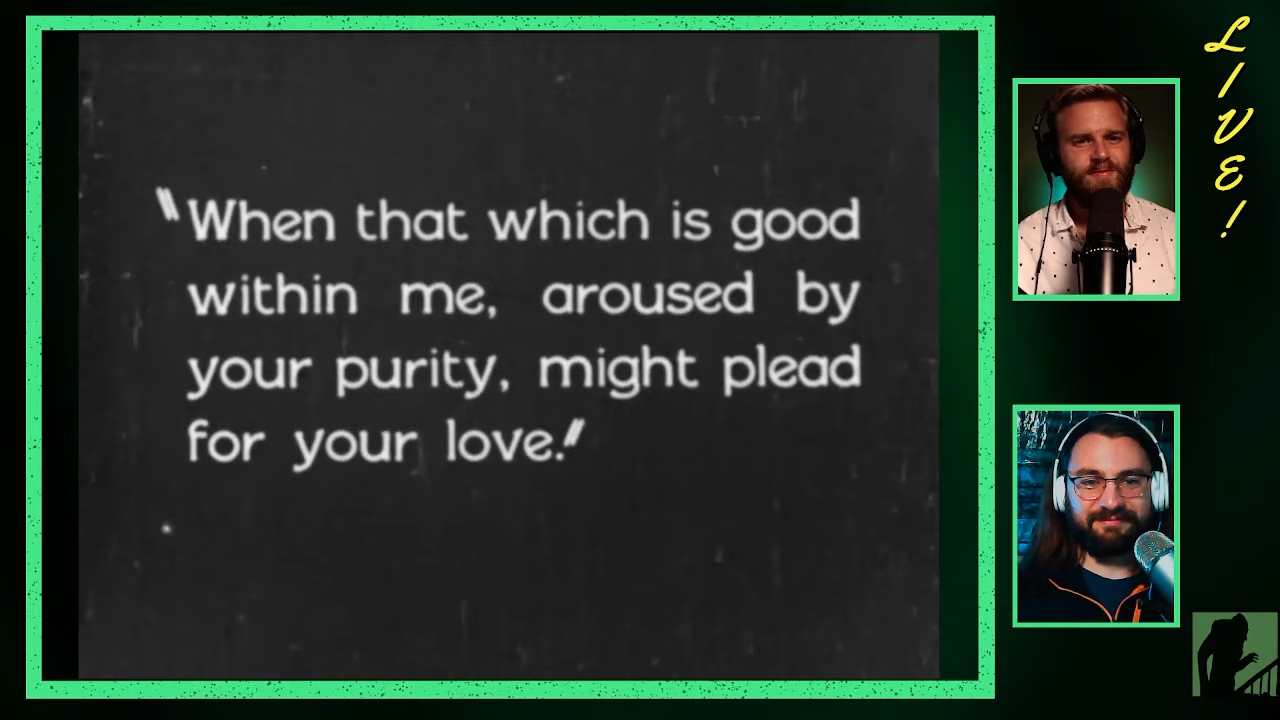 "When that which is good
within me, aroused by
your purity, might plead
for your love."
LIVE!